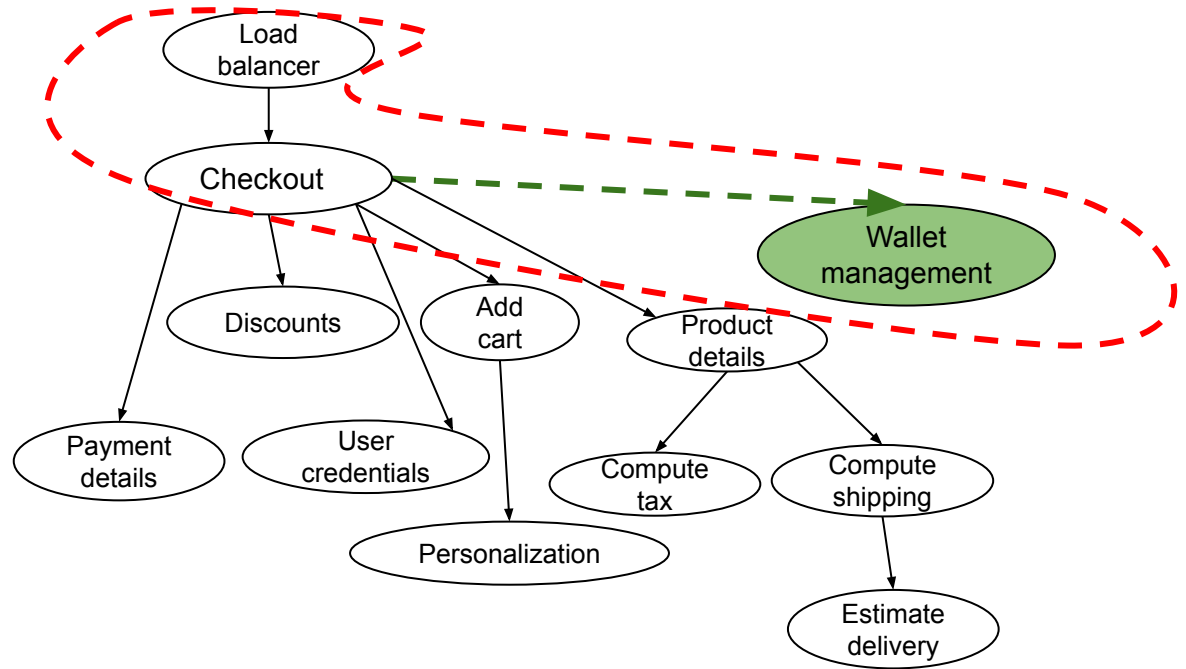 Load
balancer
Checkout
Wallet
management
Discounts
Add
cart
Product
details
Payment
details
User
credentials
Compute
tax
Compute
shipping
Personalization
Estimate
delivery